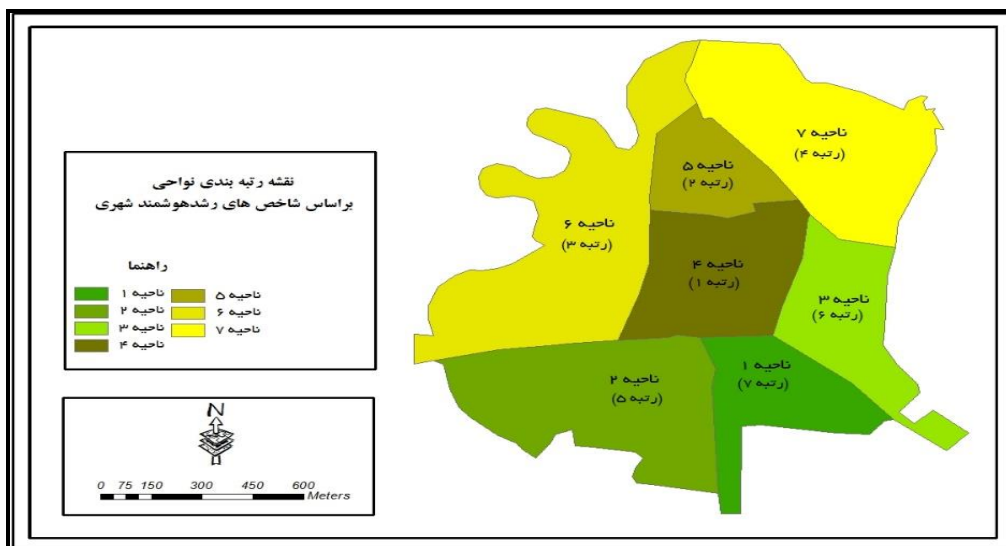 نقشه رتبه بندی نواحی
براساس شاخص های رشدهوشمند شهری
راهنما
ناحیه ۱
ناحیه ۲
ناحیه ۳
ناحیه ۴
ناحیه ۵
ناحیه ۶
ناحیه ۷
N
0 75 150 300 450 600
Meters
ناحیه ۷
(رتبه ۴)
ناحیه ۵
(رتبه ۲)
ناحیه ۶
(رتبه ۳)
ناحیه ۴
(رتبه ۱)
ناحیه ۳
(رتبه ۶)
ناحیه ۱
(رتبه ۷)
ناحیه ۲
(رتبه ۵)